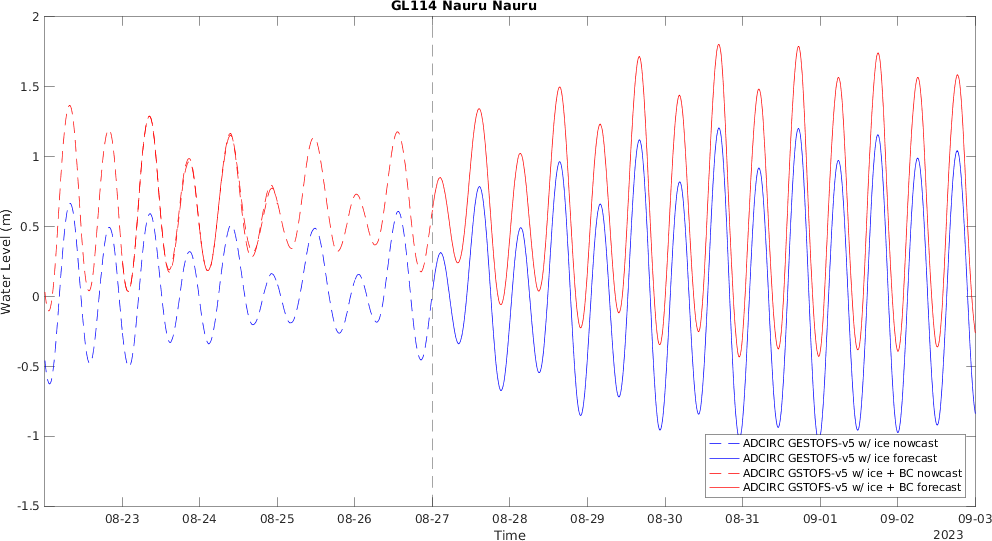 GL114 Nauru Nauru
2
1.5
1
0.5
0
-0.5
-1
-1.5
Water Level (m)
ADCIRC GESTOFS-v5 w/ ice nowcast
ADCIRC GESTOFS-v5 w/ ice forecast
ADCIRC GSTOFS-v5 w/ ice + BC nowcast
ADCIRC GSTOFS-v5 w/ ice + BC forecast
08-23 08-24 08-25 08-26 08-27 08-28 08-29 08-30 08-31 09-01 09-02 09-03
Time
2023